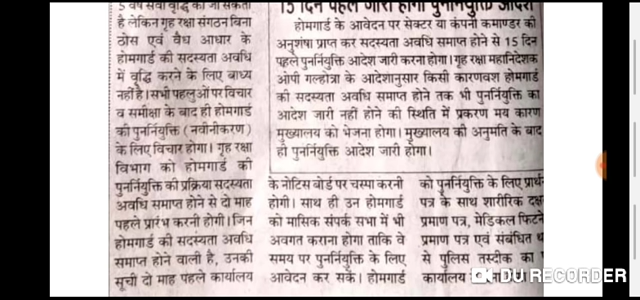 5 वर्ष सेवा वृद्धि की जा सकती
है लेकिन गृह रक्षा संगठन बिना
ठोस एवं वैध आधार के
होमगार्ड की सदस्यता अवधि
में वृद्धि करने के लिए बाध्य
नहीं है। सभी पहलुओं पर विचार
व समीक्षा के बाद ही होमगार्ड
की पुनर्नियुक्ति (नवीनीकरण)
के लिए विचार होगा। गृह रक्षा
विभाग को होमगार्ड की
पुनर्नियुक्ति की प्रक्रिया सदस्यता
अवधि समाप्त होने से दो माह
पहले प्रारंभ करनी होगी। जिन
होमगार्ड की सदस्यता अवधि
समाप्त होने वाली है, उनकी
सूची दो माह पहले कार्यालय
15 दिन पहले जारी होगा पुनर्नियुक्ति आदेश
होमगार्ड के आवेदन पर सेक्टर या कंपनी कमाण्डर की
अनुशंषा प्राप्त कर सदस्यता अवधि समाप्त होने से 15 दिन
पहले पुनर्नियुक्ति आदेश जारी करना होगा। गृह रक्षा महानिदेशक
ओपी गल्होत्रा के आदेशानुसार किसी कारणवश होमगार्ड
की सदस्यता अवधि समाप्त होने तक भी पुनर्नियुक्ति का
आदेश जारी नहीं होने की स्थिति में प्रकरण मय कारण
मुख्यालय को भेजना होगा। मुख्यालय की अनुमति के बाद
ही पुनर्नियुक्ति आदेश जारी होगा।
के नोटिस बोर्ड पर चस्पा करनी
होगी। साथ ही उन होमगार्ड
को मासिक संपर्क सभा में भी
अवगत कराना होगा ताकि वे
समय पर पुनर्नियुक्ति के लिए
आवेदन कर सकें। होमगार्ड
को पुनर्नियुक्ति के लिए
पत्र के साथ शारीरिक
प्रमाण पत्र, मेडिकल
प्रमाण पत्र एवं संबंधित
से पुलिस तस्दीक का
कार्यालय
DU RECORDER